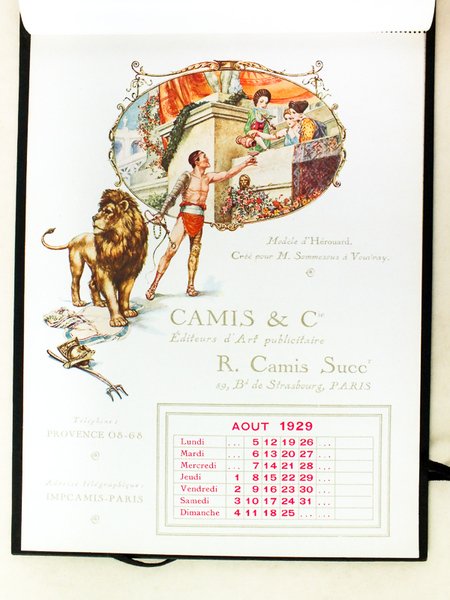 Modèle d'Hérouard.
Créé pour M. Sommesous à Vouvray.
CAMIS & Cie
Éditeurs d'Art publicitaire
R. Camis Succr
59, Bd de Strasbourg, PARIS
Téléphone:
PROVENCE 08-68
Adresse télégraphique:
IMPCAMIS-PARIS
AOUT 1929
Lundi ... 5 12 19 26 ...
Mardi ... 6 13 20 27 ...
Mercredi ... 7 14 21 28 ...
Jeudi 1 8 15 22 29 ...
Vendredi 2 9 16 23 30 ...
Samedi 3 10 17 24 31 ...
Dimanche 4 11 18 25 ... ...